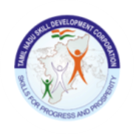 TAMIL NADU SKILL DEVELOPMENT CORPORATION
SKILLS FOR PROGRESS AND PROSPERITY